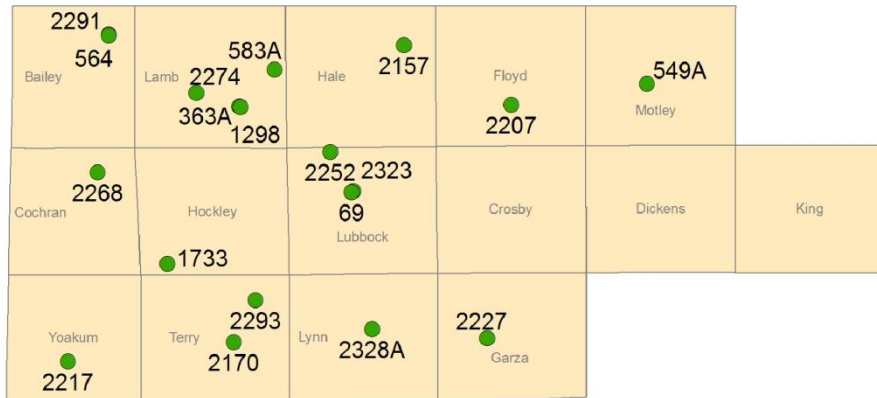 2291
564
Bailey
583A
2274
Lamb
363A
1298
Hale
2157
Floyd
2207
549A
Motley
2268
Cochran
Hockley
1733
2252
2323
69
Lubbock
Crosby
Dickens
King
Yoakum
2217
Terry
2293
2170
Lynn
2328A
2227
Garza